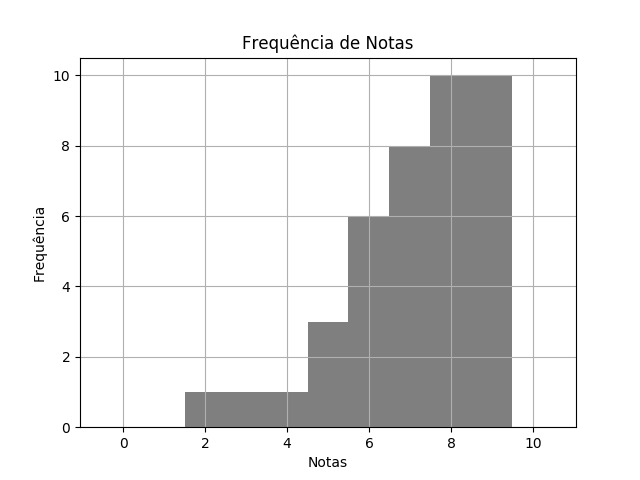 Frequência de Notas
10
8
6
4
2
0
Frequência
0 2 4 6 8 10
Notas